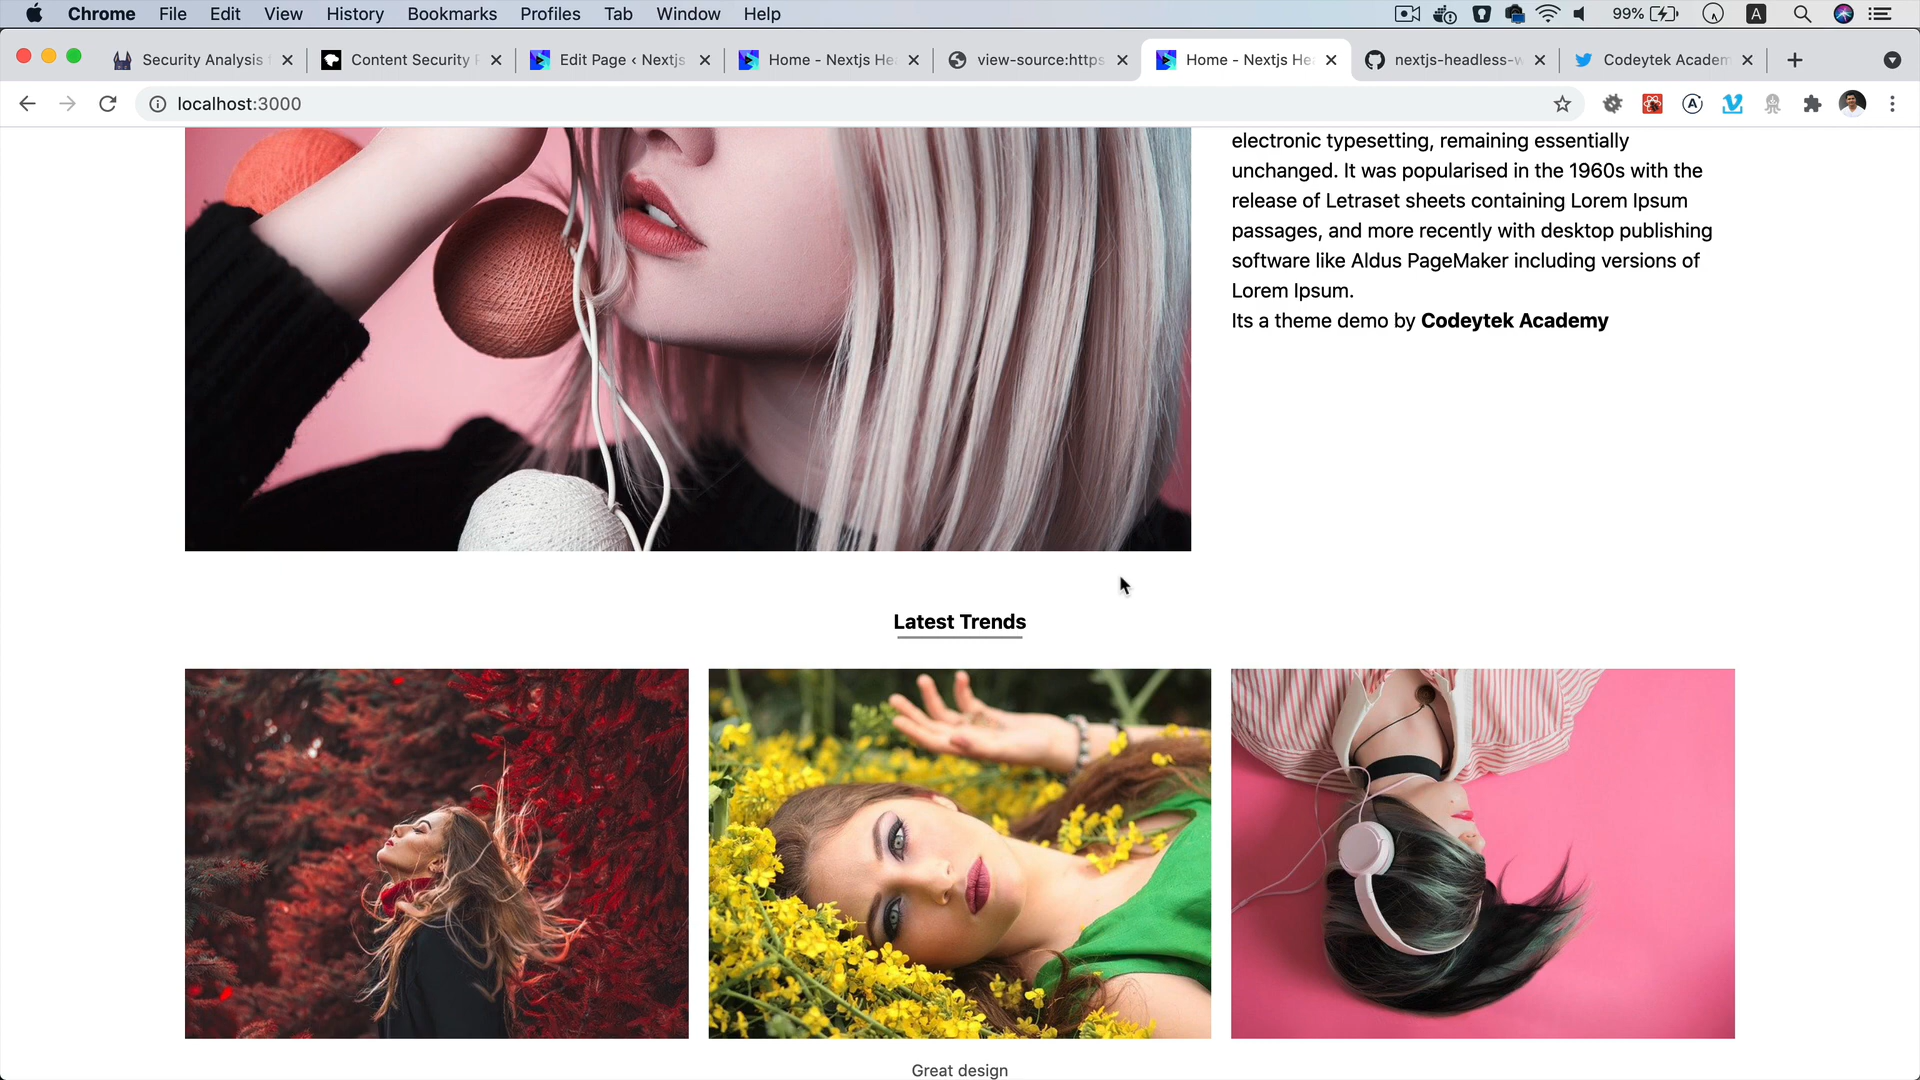 Chrome File Edit View History Bookmarks Profiles Tab Window Help 99% A
Security Analysis Content Security Edit Page ‹ Nextjs Home - Nextjs He view-source:https Home - Nextjs He nextjs-headless-w Codeytek Academ
localhost:3000
electronic typesetting, remaining essentially
unchanged. It was popularised in the 1960s with the
release of Letraset sheets containing Lorem Ipsum
passages, and more recently with desktop publishing
software like Aldus PageMaker including versions of
Lorem Ipsum.
Its a theme demo by Codeytek Academy
Latest Trends
Great design